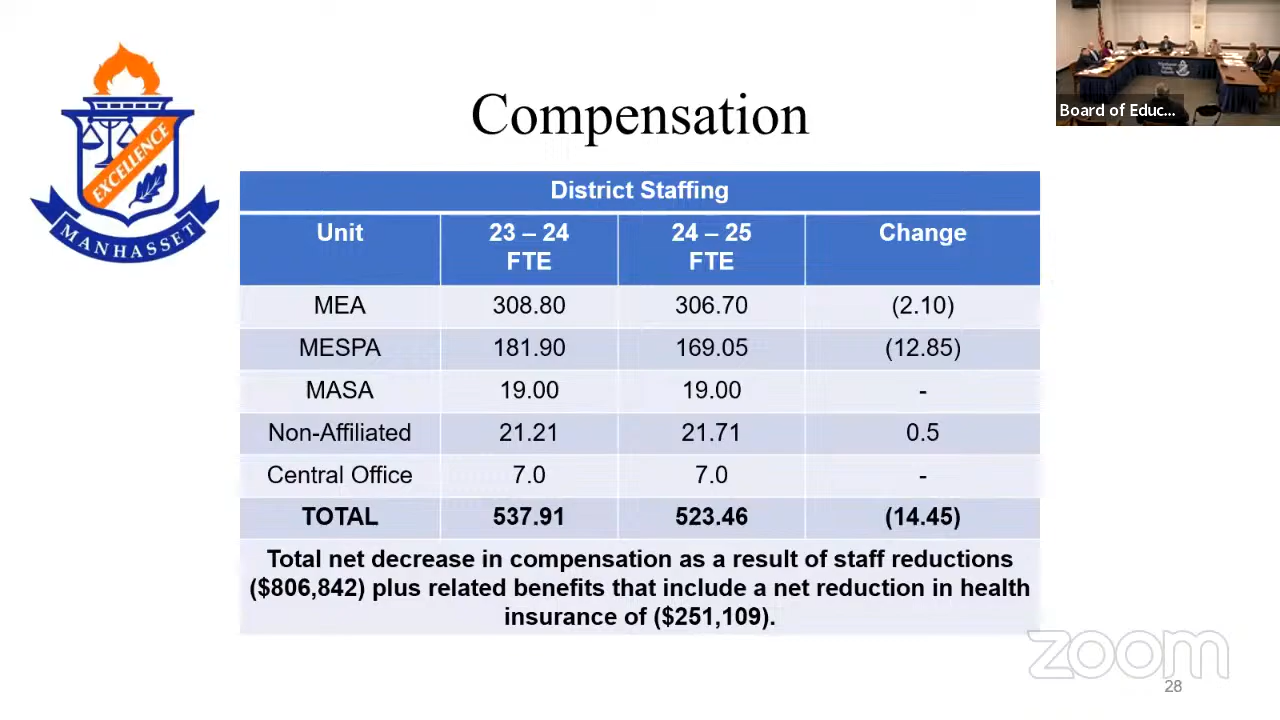 EXCELLENCE
MANHASSET
Compensation
Board of Educ...
District Staffing
Unit 23 – 24 FTE 24 – 25 FTE Change
MEA 308.80 306.70 (2.10)
MESPA 181.90 169.05 (12.85)
MASA 19.00 19.00 -
Non-Affiliated 21.21 21.71 0.5
Central Office 7.0 7.0 -
TOTAL 537.91 523.46 (14.45)
Total net decrease in compensation as a result of staff reductions
($806,842) plus related benefits that include a net reduction in health
insurance of ($251,109).
zoom
28